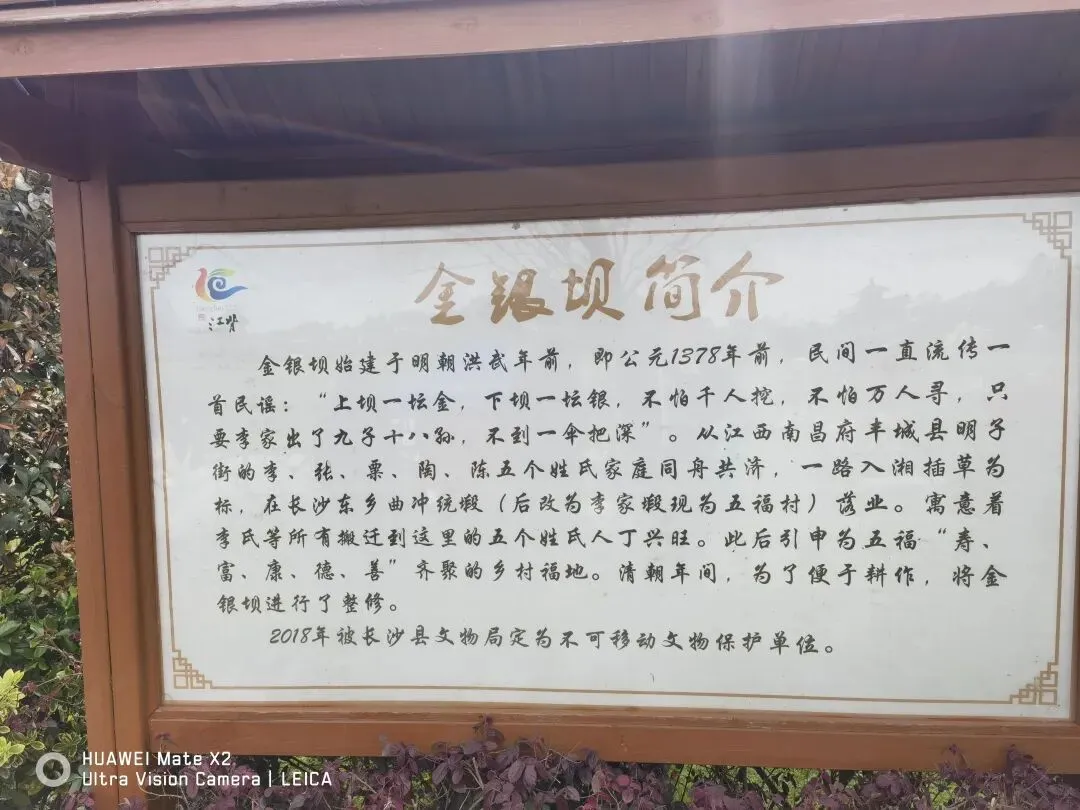 江背
金银坝简介
金银坝始建于明朝洪武年前，即公元1378年前，民间一直流传一
首民谣：“上坝一坛金，下坝一坛银，不怕千人挖，不怕万人寻，只
要李家出了九子十八孙，不到一伞把深”。从江西南昌府丰城县明子
街的李、张、粟、陶、陈五个姓氏家庭同舟共济，一路入湘插草为
标，在长沙东乡曲冲统塅（后改为李家塅现为五福村）落业。寓意着
李氏等所有搬迁到这里的五个姓氏人丁兴旺。此后引申为五福“寿、
富、康、德、善”齐聚的乡村福地。清朝年间，为了便于耕作，将金
银坝进行了整修。
2018年被长沙县文物局定为不可移动文物保护单位。
HUAWEI Mate X2
Ultra Vision Camera | LEICA